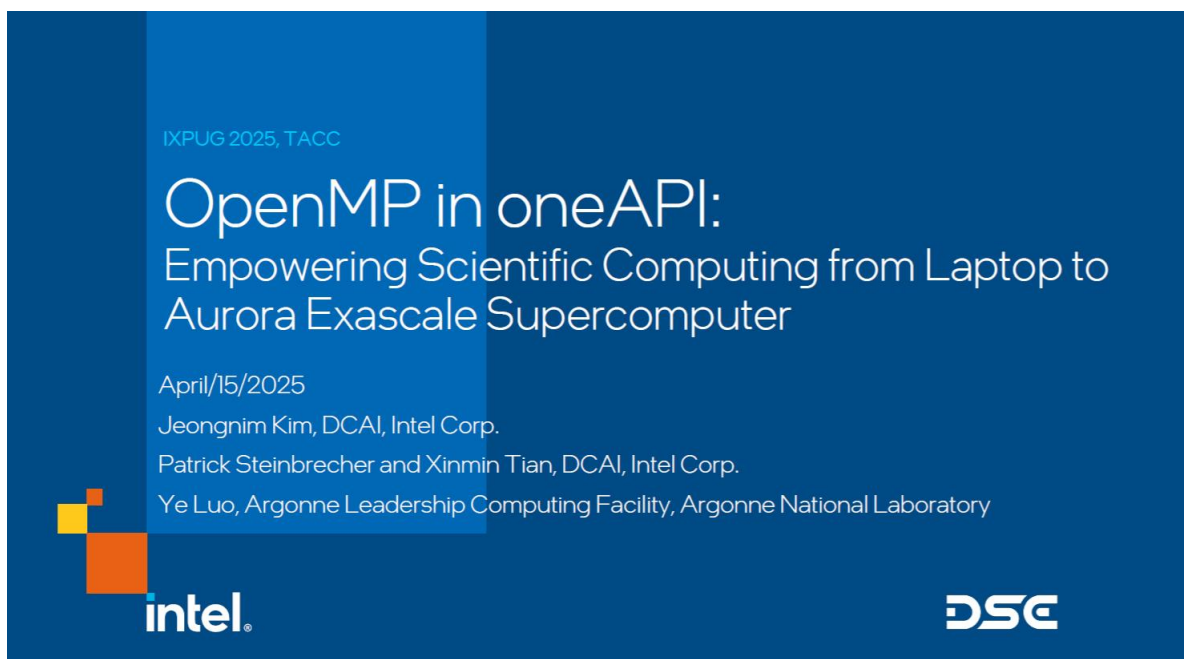 IXPUG 2025, TACC
OpenMP in oneAPI:
Empowering Scientific Computing from Laptop to
Aurora Exascale Supercomputer
April/15/2025
Jeongnim Kim, DCAI, Intel Corp.
Patrick Steinbrecher and Xinmin Tian, DCAI, Intel Corp.
Ye Luo, Argonne Leadership Computing Facility, Argonne National Laboratory
intel®
DSE